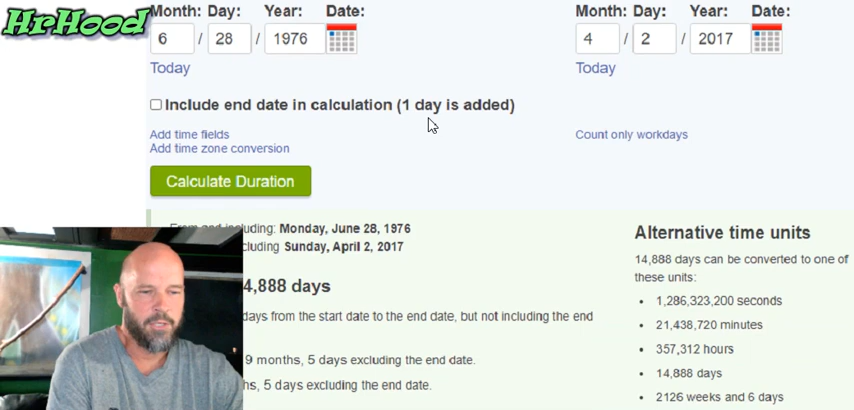 HrHood
Month: Day: Year: Date:
6 / 28 / 1976
Today
Month: Day: Year: Date:
4 / 2 / 2017
Today
Include end date in calculation (1 day is added)
Add time fields
Add time zone conversion
Count only workdays
Calculate Duration
From and including: Monday, June 28, 1976
cluding Sunday, April 2, 2017
4,888 days
days from the start date to the end date, but not including the end
9 months, 5 days excluding the end date.
hs, 5 days excluding the end date.
Alternative time units
14,888 days can be converted to one of
these units:
1,286,323,200 seconds
21,438,720 minutes
357,312 hours
14,888 days
2126 weeks and 6 days